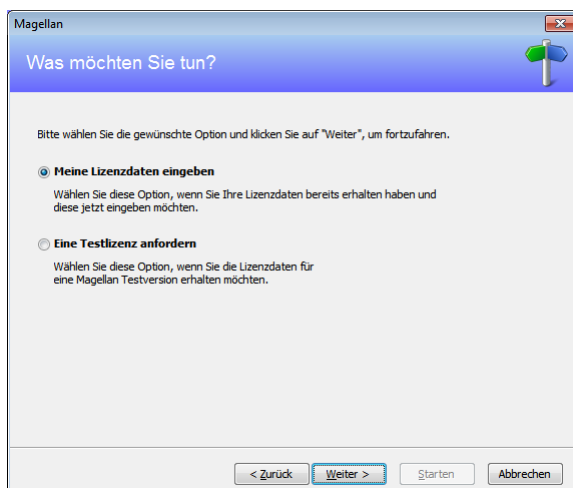 Magellan
Was möchten Sie tun?
Bitte wählen Sie die gewünschte Option und klicken Sie auf "Weiter", um fortzufahren.
Meine Lizenzdaten eingeben
Wählen Sie diese Option, wenn Sie Ihre Lizenzdaten bereits erhalten haben und
diese jetzt eingeben möchten.
Eine Testlizenz anfordern
Wählen Sie diese Option, wenn Sie die Lizenzdaten für
eine Magellan Testversion erhalten möchten.
< Zurück Weiter > Starten Abbrechen